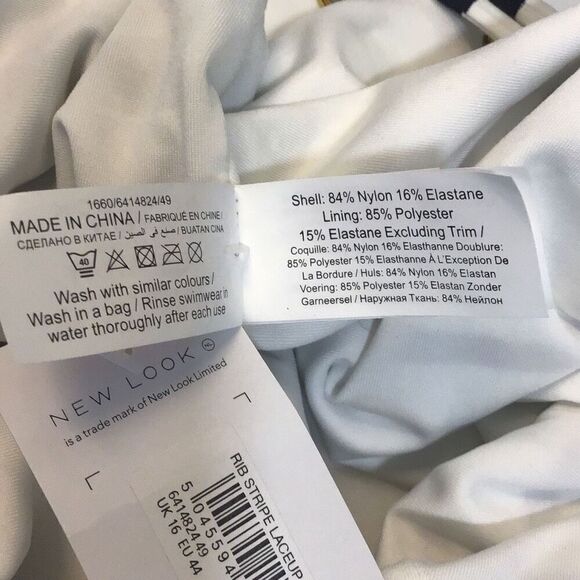 1660/6414824/49
MADE IN CHINA / FABRIQUÉ EN CHINE /
СДЕЛАНО В КИТАЕ / صنع في الصين / BUATAN CINA
40
Wash with similar colours /
Wash in a bag / Rinse swimwear in
water thoroughly after each use
Shell: 84% Nylon 16% Elastane
Lining: 85% Polyester
15% Elastane Excluding Trim /
Coquille: 84% Nylon 16% Elasthanne Doublure:
85% Polyester 15% Elasthanne À L'Exception De
La Bordure / Huls: 84% Nylon 16% Elastan
Voering: 85% Polyester 15% Elastan Zonder
Garneersel / Наружная Ткань: 84% Нейлон
NEW LOOK
is a trade mark of New Look Limited
RIB STRIPE LACEUP
5 045594
6414824 49
UK 16 EU 44